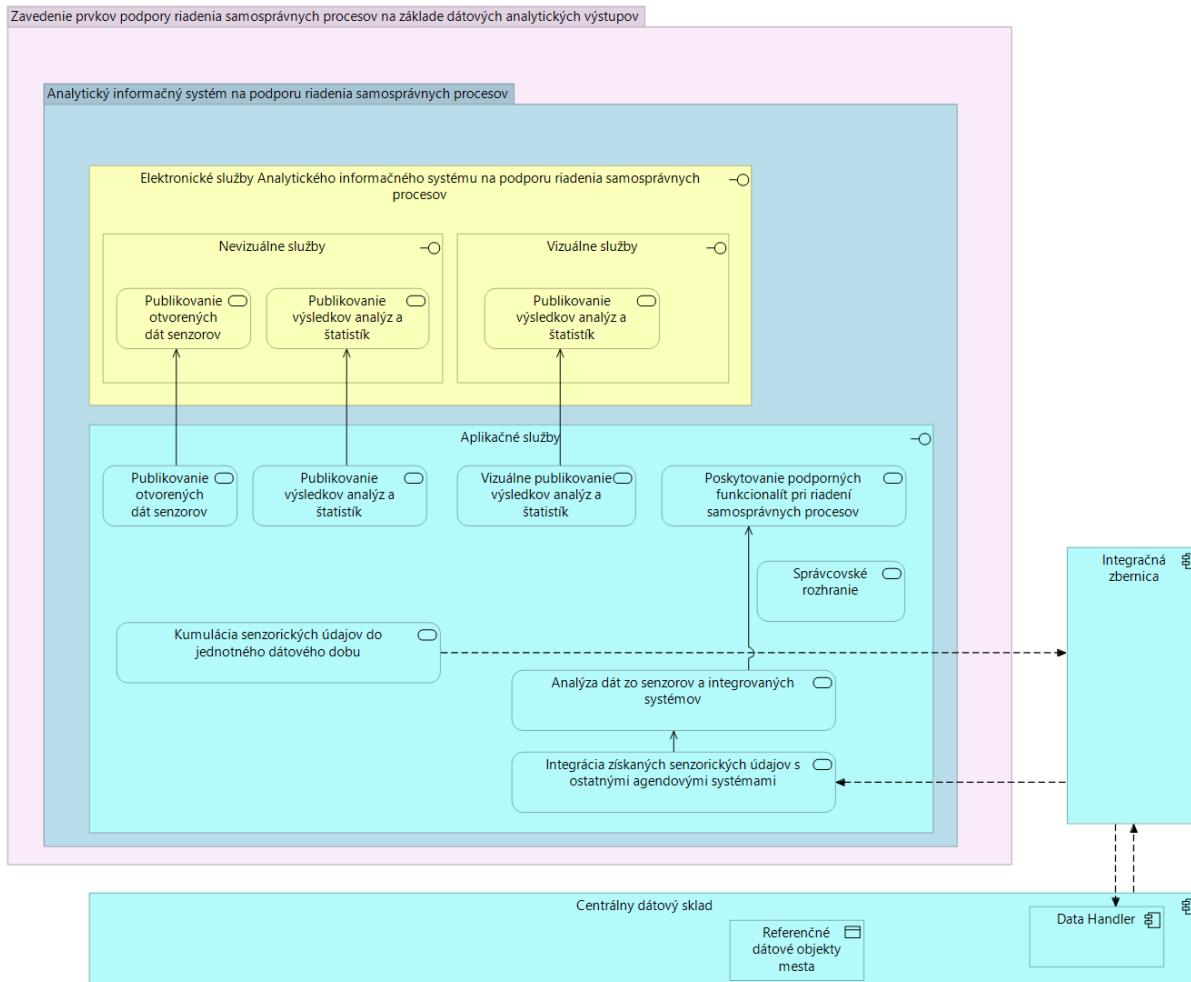 Zavedenie prvkov podpory riadenia samosprávnych procesov na základe dátových analytických výstupov
Analytický informačný systém na podporu riadenia samosprávnych procesov
Elektronické služby Analytického informačného systému na podporu riadenia samosprávnych
procesov
Nevizuálne služby
Vizuálne služby
Publikovanie
otvorených
dát senzorov
Publikovanie
výsledkov analýz a
štatistík
Publikovanie
výsledkov analýz a
štatistík
Aplikačné služby
Publikovanie
otvorených
dát senzorov
Publikovanie
výsledkov analýz a
štatistík
Vizuálne publikovanie
výsledkov analýz a
štatistík
Poskytovanie podporných
funkcionalít pri riadení
samosprávnych procesov
Správcovské
rozhranie
Kumulácia senzorických údajov do
jednotného dátového dobu
Analýza dát zo senzorov a integrovaných
systémov
Integrácia získaných senzorických údajov s
ostatnými agendovými systémami
Integračná
zbernica
Centrálny dátový sklad
Referenčné
dátové objekty
mesta
Data Handler